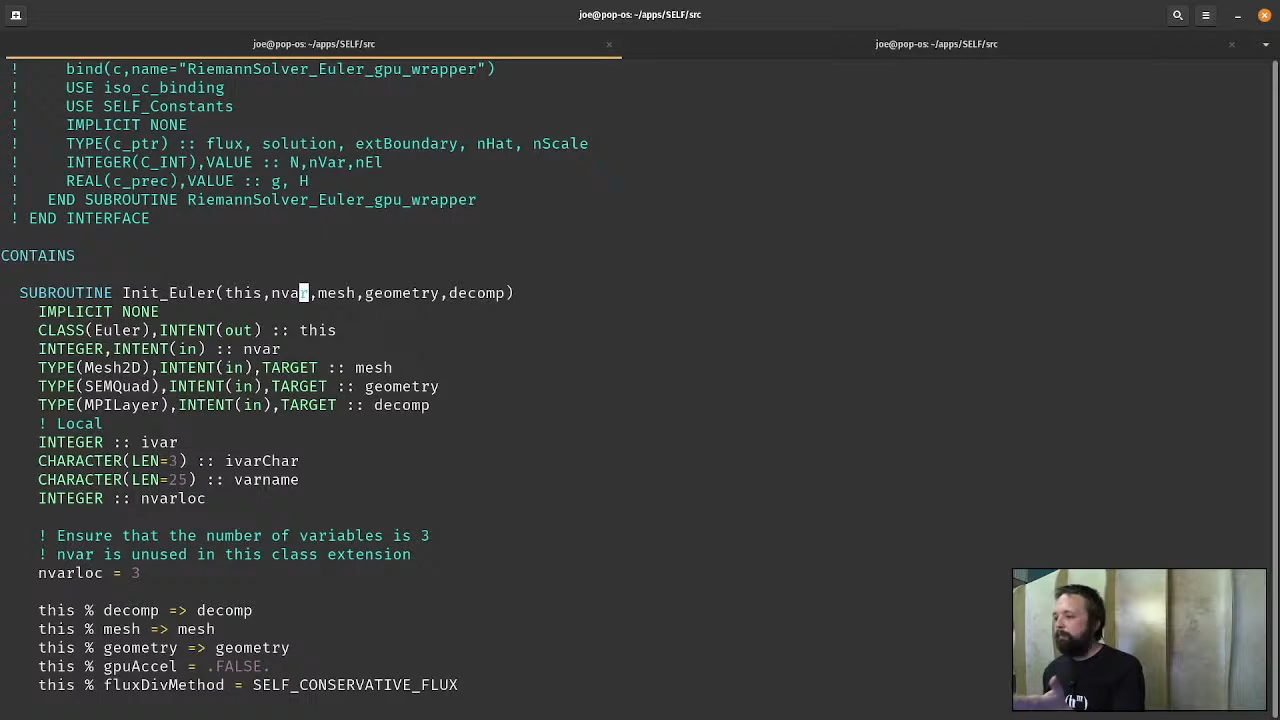 joe@pop-os: ~/apps/SELF/src
joe@pop-os: ~/apps/SELF/src
joe@pop-os: ~/apps/SELF/src
!     bind(c,name="RiemannSolver_Euler_gpu_wrapper")
!     USE iso_c_binding
!     USE SELF_Constants
!     IMPLICIT NONE
!     TYPE(c_ptr) :: flux, solution, extBoundary, nHat, nScale
!     INTEGER(C_INT),VALUE :: N,nVar,nEl
!     REAL(c_prec),VALUE :: g, H
!   END SUBROUTINE RiemannSolver_Euler_gpu_wrapper
! END INTERFACE
CONTAINS
SUBROUTINE Init_Euler(this,nvar,mesh,geometry,decomp)
IMPLICIT NONE
CLASS(Euler),INTENT(out) :: this
INTEGER,INTENT(in) :: nvar
TYPE(Mesh2D),INTENT(in),TARGET :: mesh
TYPE(SEMQuad),INTENT(in),TARGET :: geometry
TYPE(MPILayer),INTENT(in),TARGET :: decomp
! Local
INTEGER :: ivar
CHARACTER(LEN=3) :: ivarChar
CHARACTER(LEN=25) :: varname
INTEGER :: nvarloc
! Ensure that the number of variables is 3
! nvar is unused in this class extension
nvarloc = 3
this % decomp => decomp
this % mesh => mesh
this % geometry => geometry
this % gpuAccel = .FALSE.
this % fluxDivMethod = SELF_CONSERVATIVE_FLUX